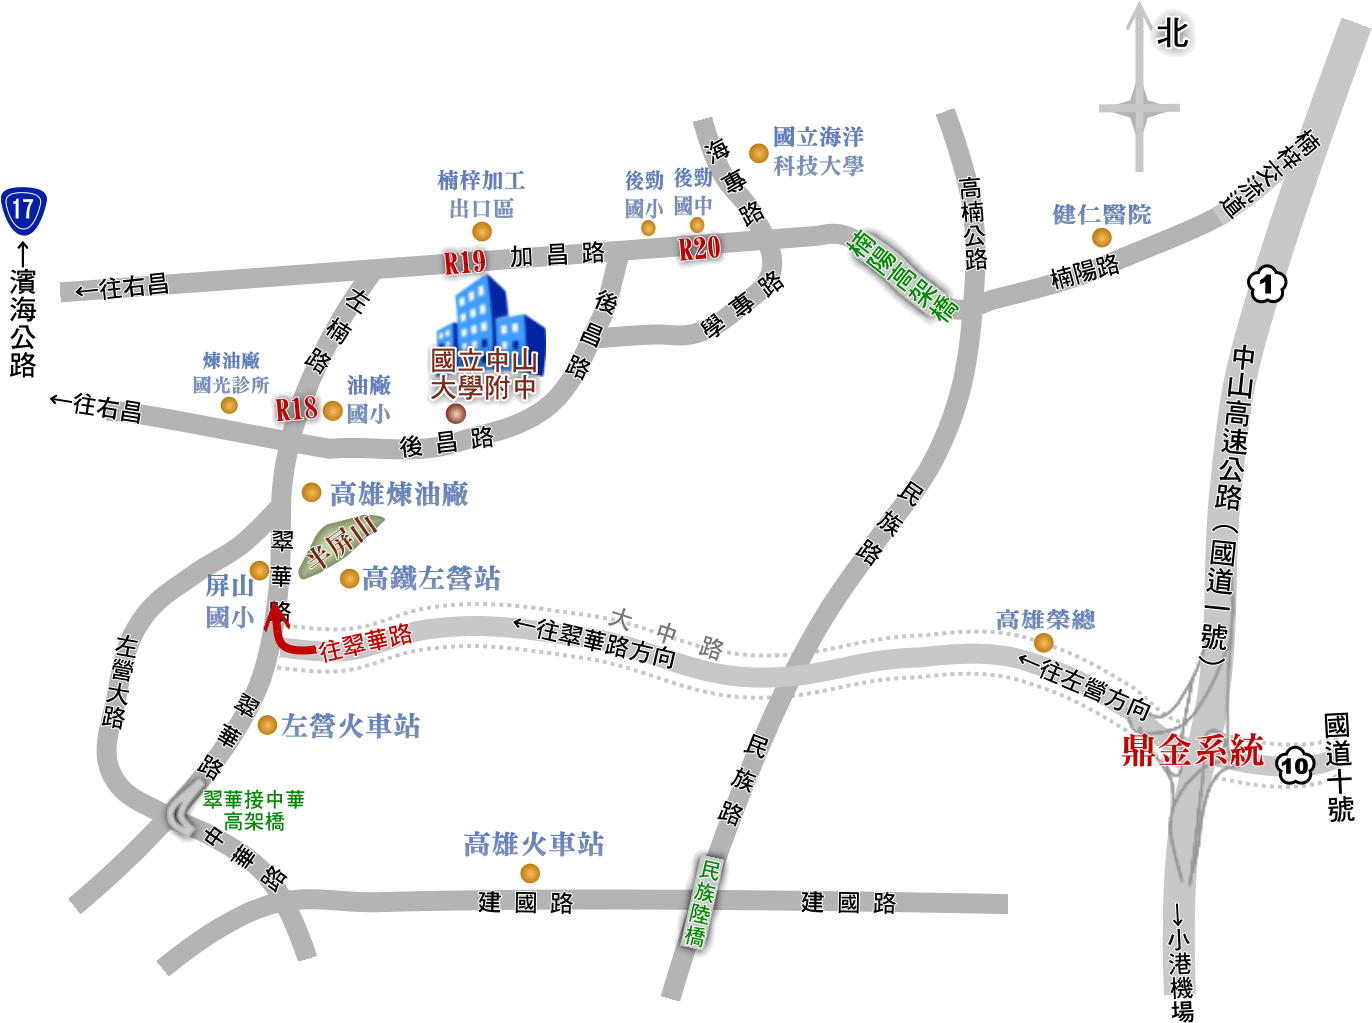 北
17
←濱海公路
←往右昌
楠梓加工
出口區
R19
加昌路
後勁
國小
後勁
國中
R20
海專路
國立海洋
科技大學
高楠公路
楠陽高架橋
健仁醫院
楠陽路
楠梓交流道
1
中山高速公路（國道一號）
左楠路
國立中山
大學附中
後昌路
學專路
煉油廠
國光診所
R18
油廠
國小
←往右昌
後昌路
高雄煉油廠
半屏山
翠華路
屏山
國小
高鐵左營站
民族路
大中路
往翠華路
←往翠華路方向
高雄榮總
←往左營方向
左營大路
翠華路
左營火車站
鼎金系統
10
國道十號
民族路
翠華接中華
高架橋
中華路
高雄火車站
建國路
民族陸橋
建國路
→小港機場